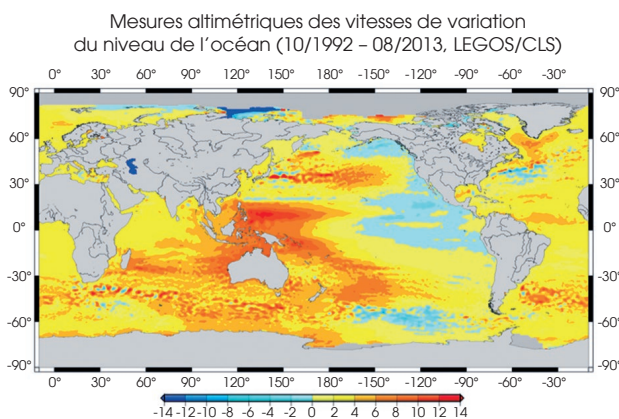 Mesures altimétriques des vitesses de variation
du niveau de l'océan (10/1992 – 08/2013, LEGOS/CLS)
0° 30° 60° 90° 120° 150° -150° -120° -90° -60° -30°
90° 90°
60° 60°
30° 30°
0° 0°
-30° -30°
-60° -60°
-90° -90°
0° 30° 60° 90° 120° 150° -150° -120° -90° -60° -30°
-14 -12 -10 -8 -6 -4 -2 0 2 4 6 8 10 12 14